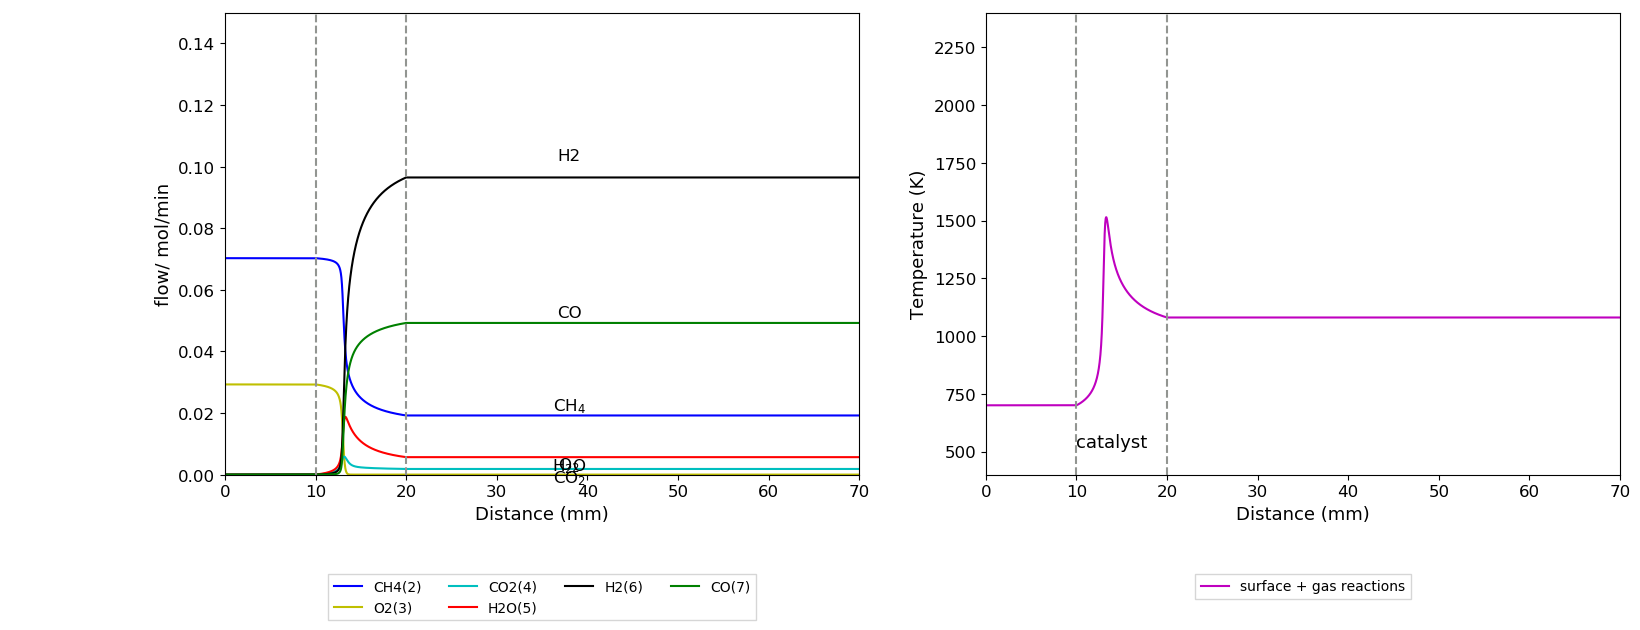 0.14
0.12
0.10
0.08
0.06
0.04
0.02
0.00
flow/ mol/min
H2
CO
CH4
H2O
CO2
0 10 20 30 40 50 60 70
Distance (mm)
CH4(2) CO2(4) H2(6) CO(7)
O2(3) H2O(5)
2250
2000
1750
1500
1250
1000
750
500
Temperature (K)
catalyst
0 10 20 30 40 50 60 70
Distance (mm)
surface + gas reactions